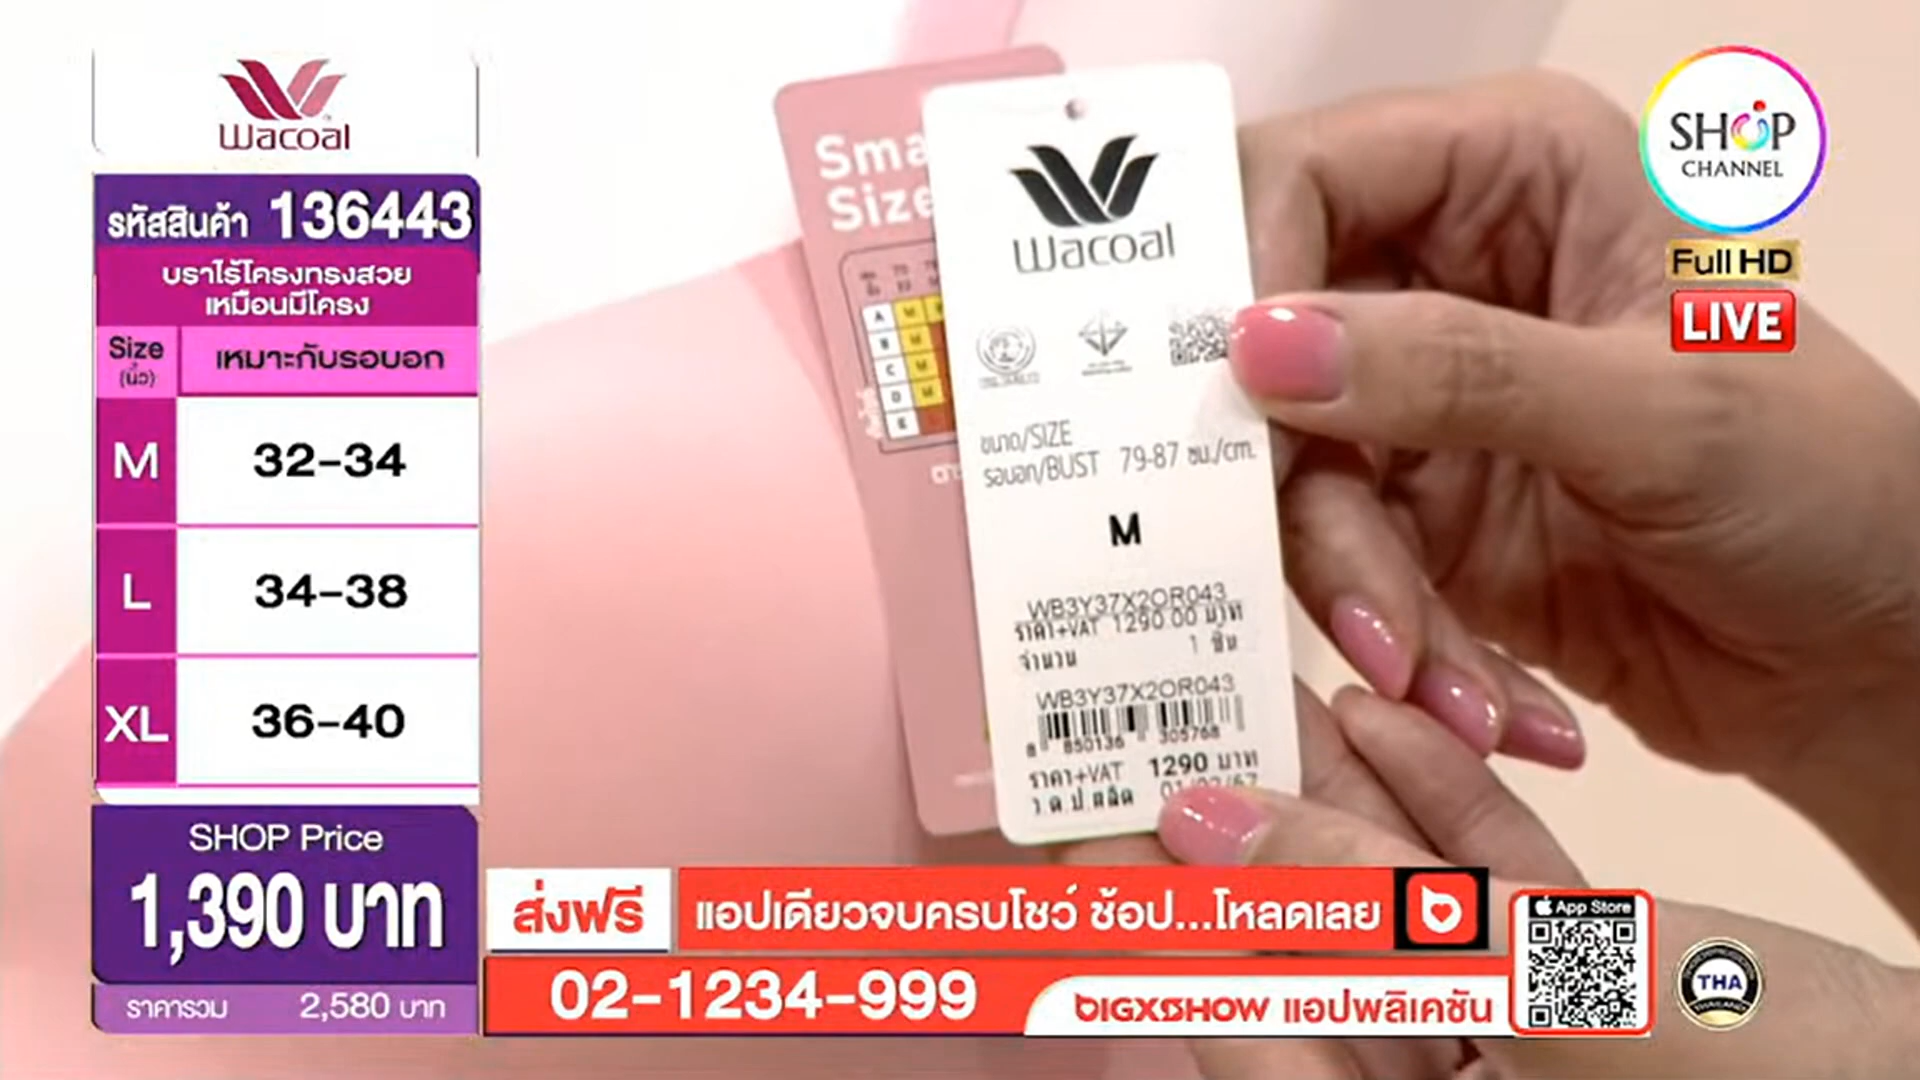 Wacoal
รหัสสินค้า 136443
บราไร้โครงทรงสวย
เหมือนมีโครง
Size
(นิ้ว)
เหมาะกับรอบอก
M 32-34
L 34-38
XL 36-40
SHOP Price
1,390 บาท
ราคารวม 2,580 บาท
Size
A M
B M
C M
D M
E
Wacoal
ขนาด/SIZE
รอบอก/BUST 79-87 ซม./cm.
M
WB3Y37X2OR043
ราคา+VAT 1290.00 บาท
จำนวน 1 ชิ้น
WB3Y37X2OR043
8 850136 305768
ราคา+VAT 1290 บาท
ว.ด.ป.ผลิต
SHOP
CHANNEL
Full HD
LIVE
ส่งฟรี
แอปเดียวจบครบโชว์ ช้อป...โหลดเลย
02-1234-999
BIGXSHOW แอปพลิเคชัน
App Store
THA